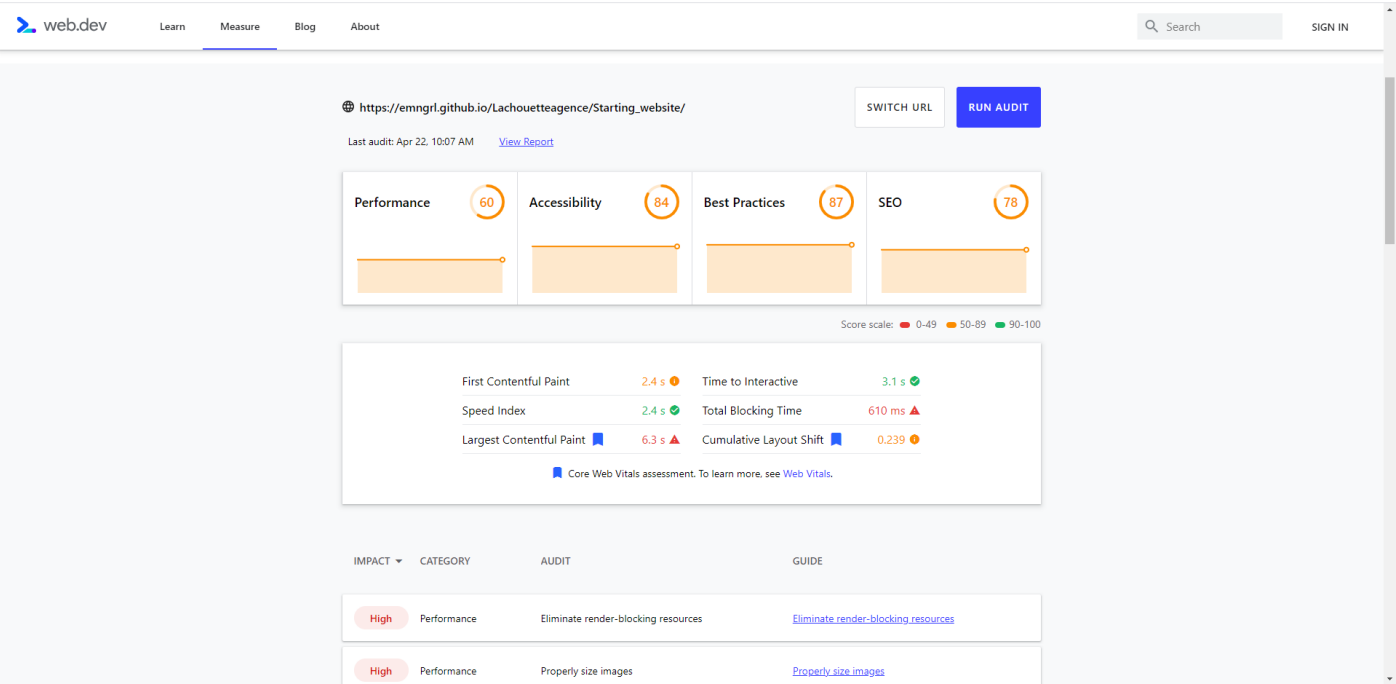 web.dev Learn Measure Blog About Search SIGN IN
https://emngrl.github.io/Lachouetteagence/Starting_website/ SWITCH URL RUN AUDIT
Last audit: Apr 22, 10:07 AM View Report
Performance 60 Accessibility 84 Best Practices 87 SEO 78
Score scale: 0-49 50-89 90-100
First Contentful Paint 2.4 s Time to Interactive 3.1 s
Speed Index 2.4 s Total Blocking Time 610 ms
Largest Contentful Paint 6.3 s Cumulative Layout Shift 0.239
Core Web Vitals assessment. To learn more, see Web Vitals.
IMPACT CATEGORY AUDIT GUIDE
High Performance Eliminate render-blocking resources Eliminate render-blocking resources
High Performance Properly size images Properly size images